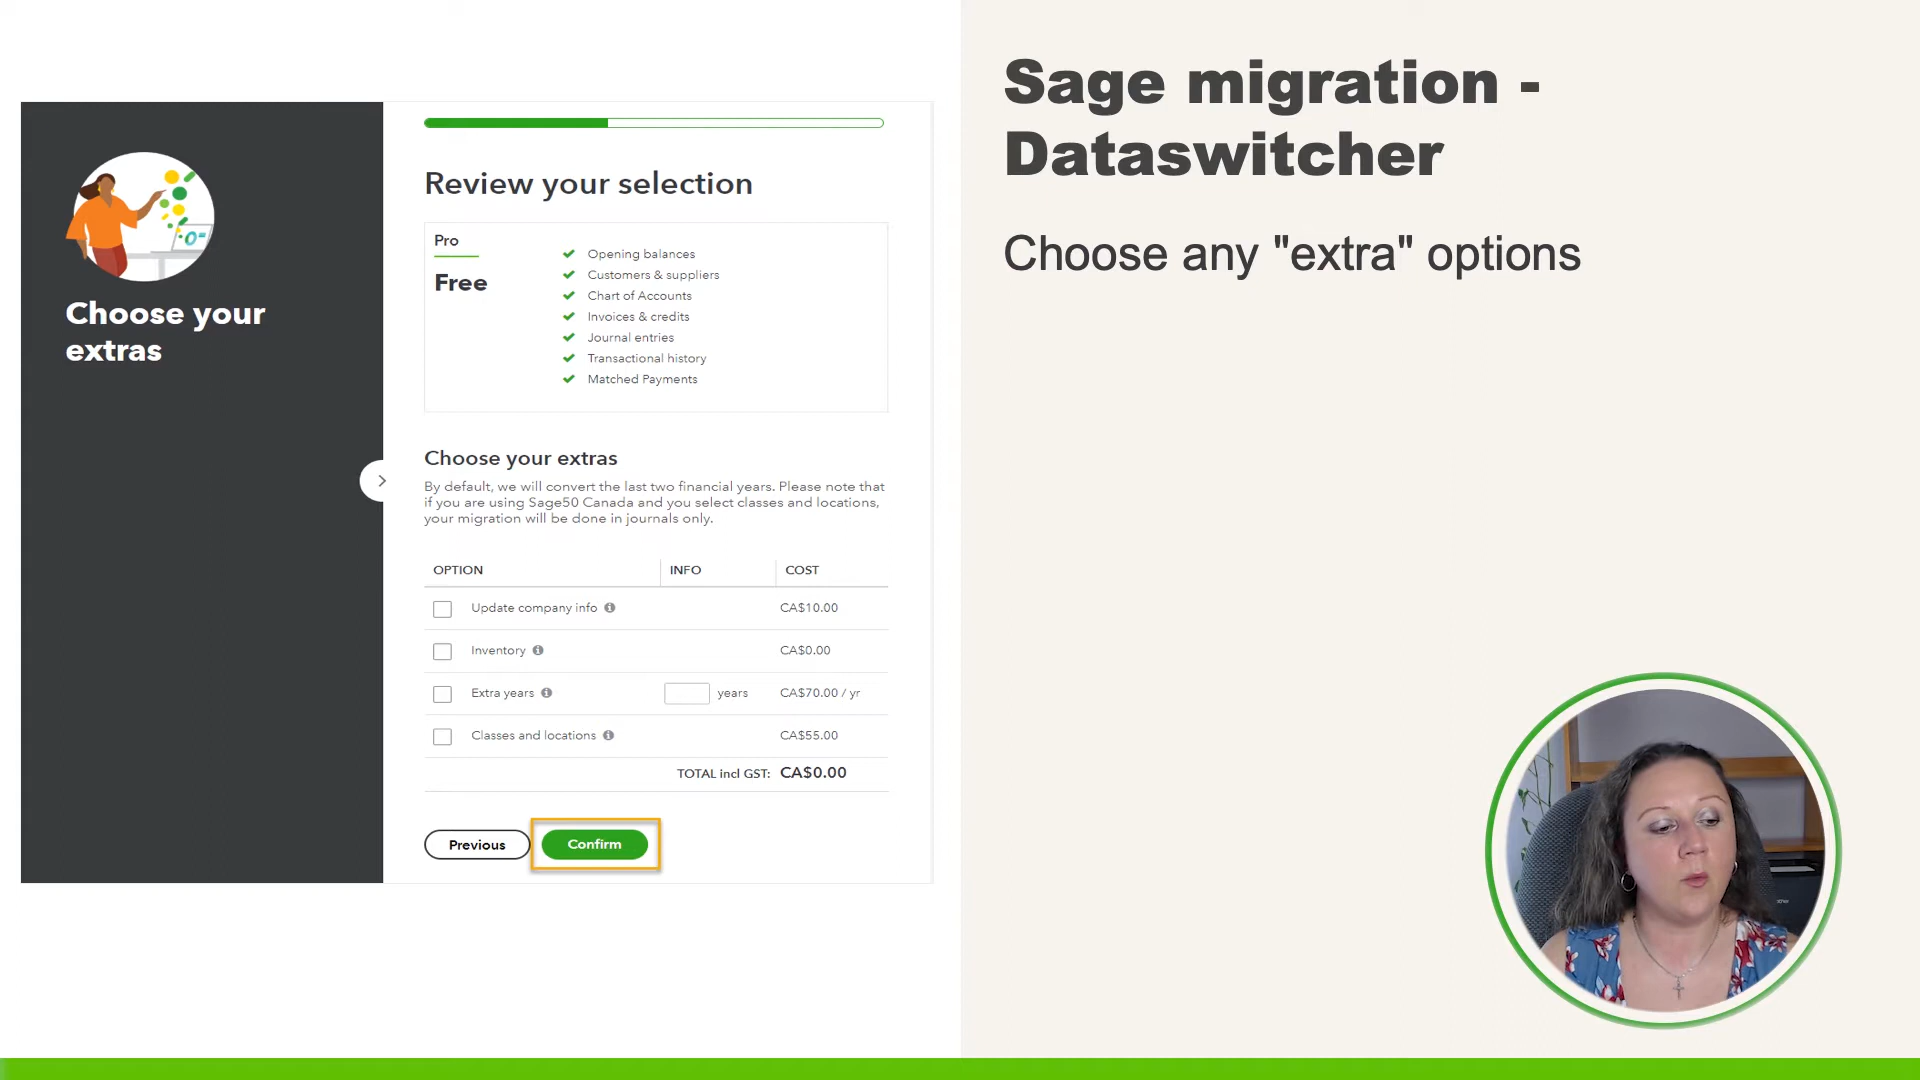 Sage migration -
Dataswitcher
Choose any "extra" options
Choose your
extras
Review your selection
Pro
Free
Opening balances
Customers & suppliers
Chart of Accounts
Invoices & credits
Journal entries
Transactional history
Matched Payments
Choose your extras
By default, we will convert the last two financial years. Please note that
if you are using Sage50 Canada and you select classes and locations,
your migration will be done in journals only.
OPTION INFO COST
Update company info CA$10.00
Inventory CA$0.00
Extra years years CA$70.00 / yr
Classes and locations CA$55.00
TOTAL incl GST: CA$0.00
Previous Confirm